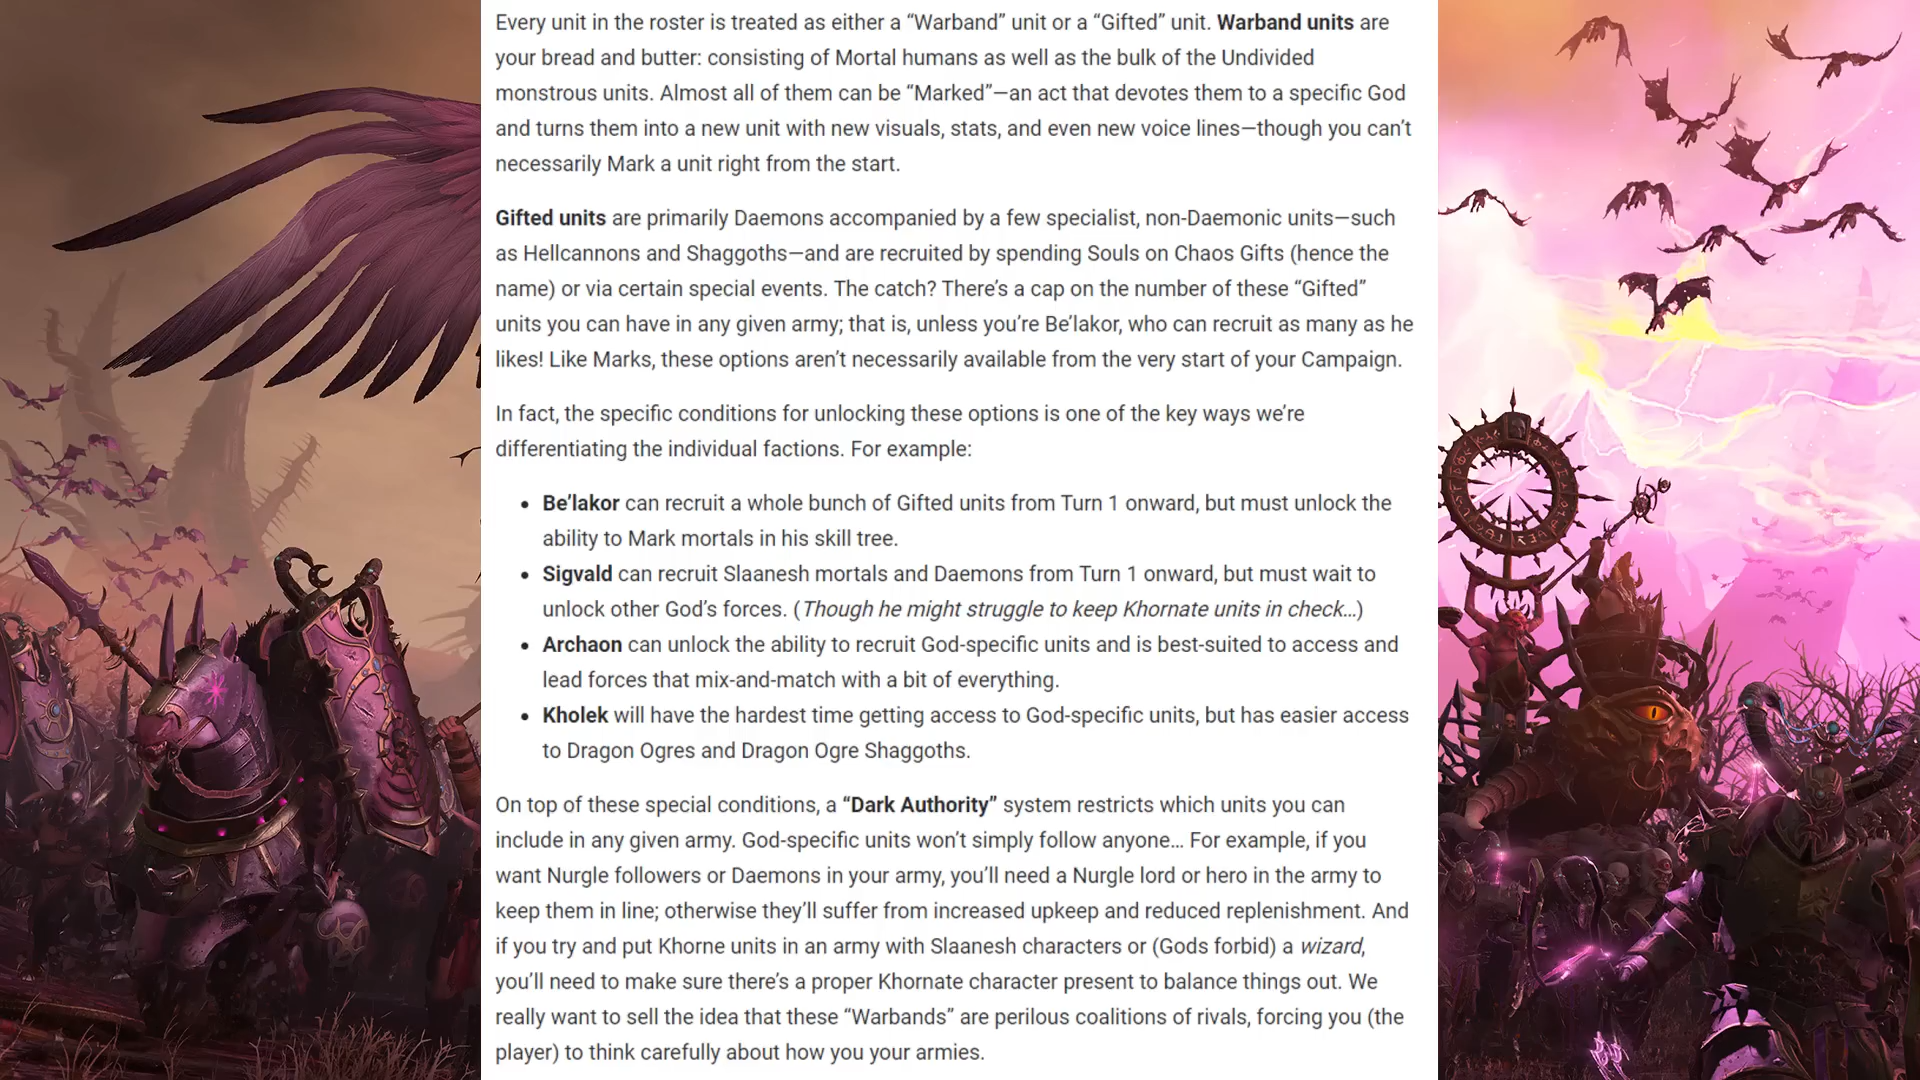 Every unit in the roster is treated as either a “Warband” unit or a “Gifted” unit. Warband units are
your bread and butter: consisting of Mortal humans as well as the bulk of the Undivided
monstrous units. Almost all of them can be “Marked”—an act that devotes them to a specific God
and turns them into a new unit with new visuals, stats, and even new voice lines—though you can’t
necessarily Mark a unit right from the start.
Gifted units are primarily Daemons accompanied by a few specialist, non-Daemonic units—such
as Hellcannons and Shaggoths—and are recruited by spending Souls on Chaos Gifts (hence the
name) or via certain special events. The catch? There’s a cap on the number of these “Gifted”
units you can have in any given army; that is, unless you’re Be’lakor, who can recruit as many as he
likes! Like Marks, these options aren’t necessarily available from the very start of your Campaign.
In fact, the specific conditions for unlocking these options is one of the key ways we’re
differentiating the individual factions. For example:
• Be’lakor can recruit a whole bunch of Gifted units from Turn 1 onward, but must unlock the
ability to Mark mortals in his skill tree.
• Sigvald can recruit Slaanesh mortals and Daemons from Turn 1 onward, but must wait to
unlock other God’s forces. (Though he might struggle to keep Khornate units in check…)
• Archaon can unlock the ability to recruit God-specific units and is best-suited to access and
lead forces that mix-and-match with a bit of everything.
• Kholek will have the hardest time getting access to God-specific units, but has easier access
to Dragon Ogres and Dragon Ogre Shaggoths.
On top of these special conditions, a “Dark Authority” system restricts which units you can
include in any given army. God-specific units won’t simply follow anyone… For example, if you
want Nurgle followers or Daemons in your army, you’ll need a Nurgle lord or hero in the army to
keep them in line; otherwise they’ll suffer from increased upkeep and reduced replenishment. And
if you try and put Khorne units in an army with Slaanesh characters or (Gods forbid) a wizard,
you’ll need to make sure there’s a proper Khornate character present to balance things out. We
really want to sell the idea that these “Warbands” are perilous coalitions of rivals, forcing you (the
player) to think carefully about how you your armies.